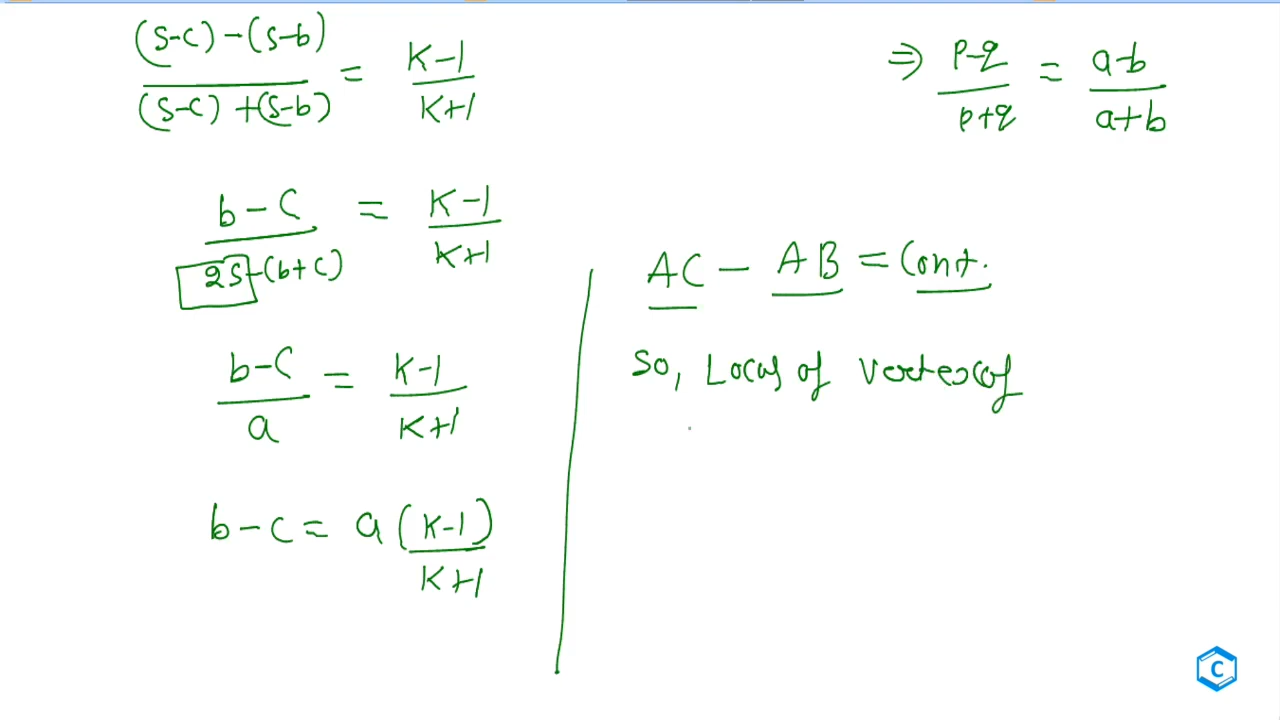 (S-C)-(S-b) / (S-C)+(S-b) = K-1 / K+1
b-C / 2S-(b+C) = K-1 / K+1
b-C / a = K-1 / K+1
b-C = a (K-1) / K+1
⇒ P-q / P+q = a-b / a+b
AC - AB = Cont.
So, Locus of vertex of
C